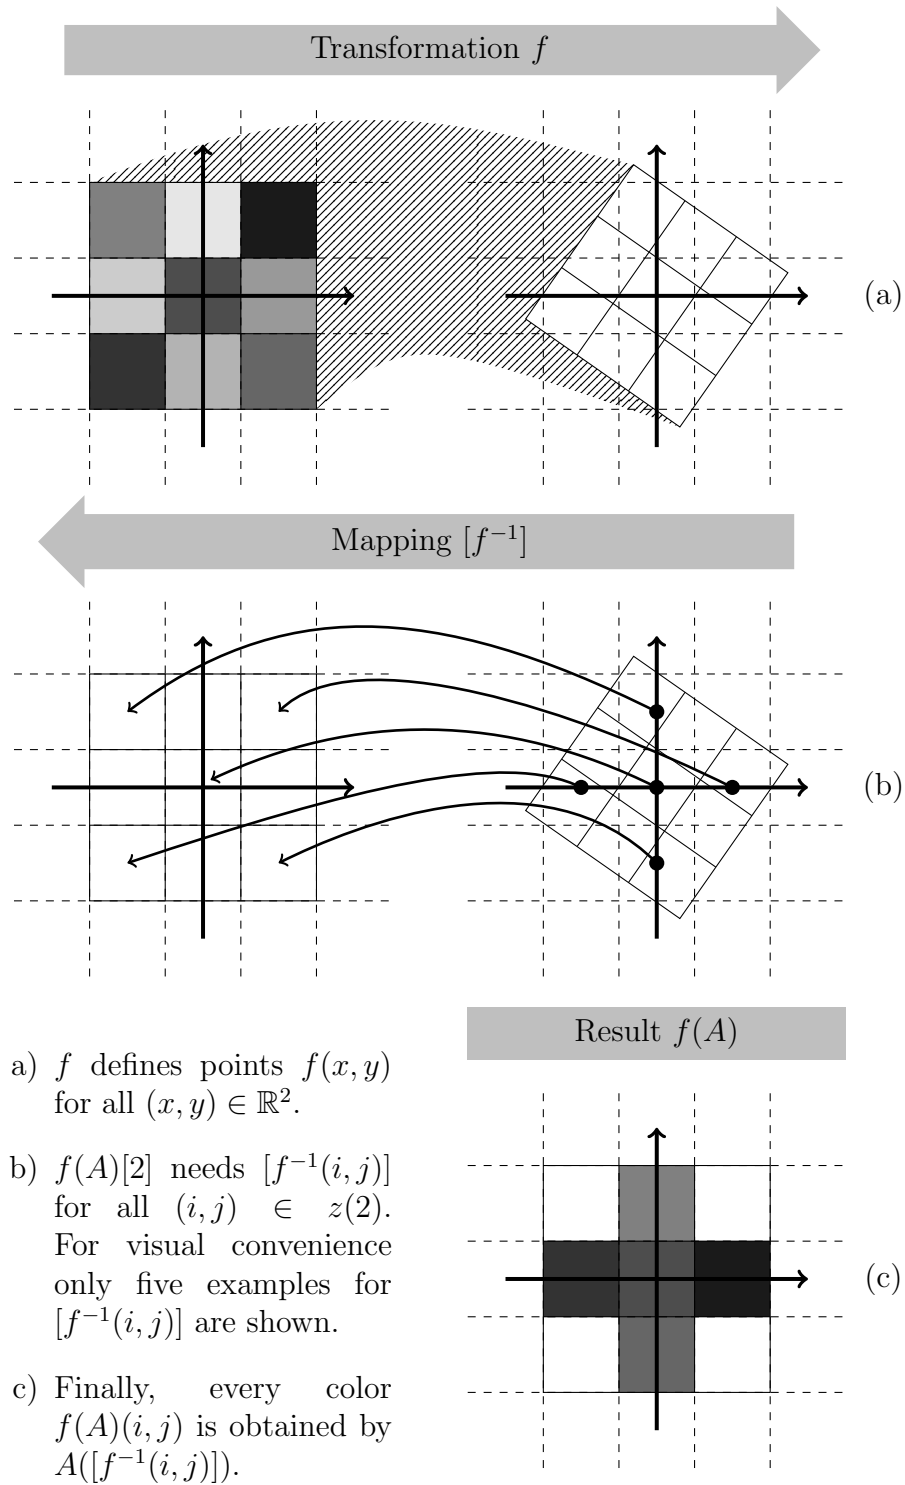 Transformation f
(a)
Mapping [f⁻¹]
(b)
Result f(A)
a) f defines points f(x, y)
for all (x, y) ∈ ℝ².
b) f(A)[2] needs [f⁻¹(i, j)]
for all (i, j) ∈ z(2).
For visual convenience
only five examples for
[f⁻¹(i, j)] are shown.
c) Finally, every color
f(A)(i, j) is obtained by
A([f⁻¹(i, j)]).
(c)